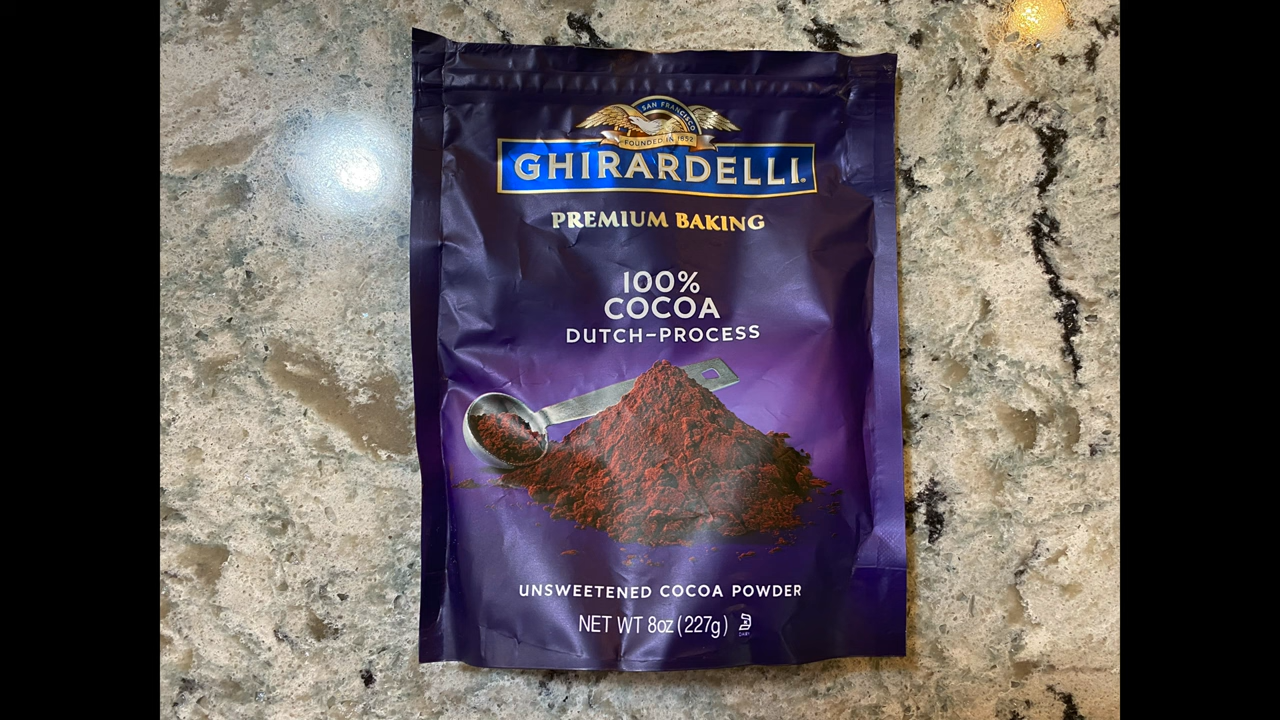 SAN FRANCISCO
FOUNDED IN 1852
GHIRARDELLI®
PREMIUM BAKING
100%
COCOA
DUTCH-PROCESS
UNSWEETENED COCOA POWDER
NET WT 8oz (227g)